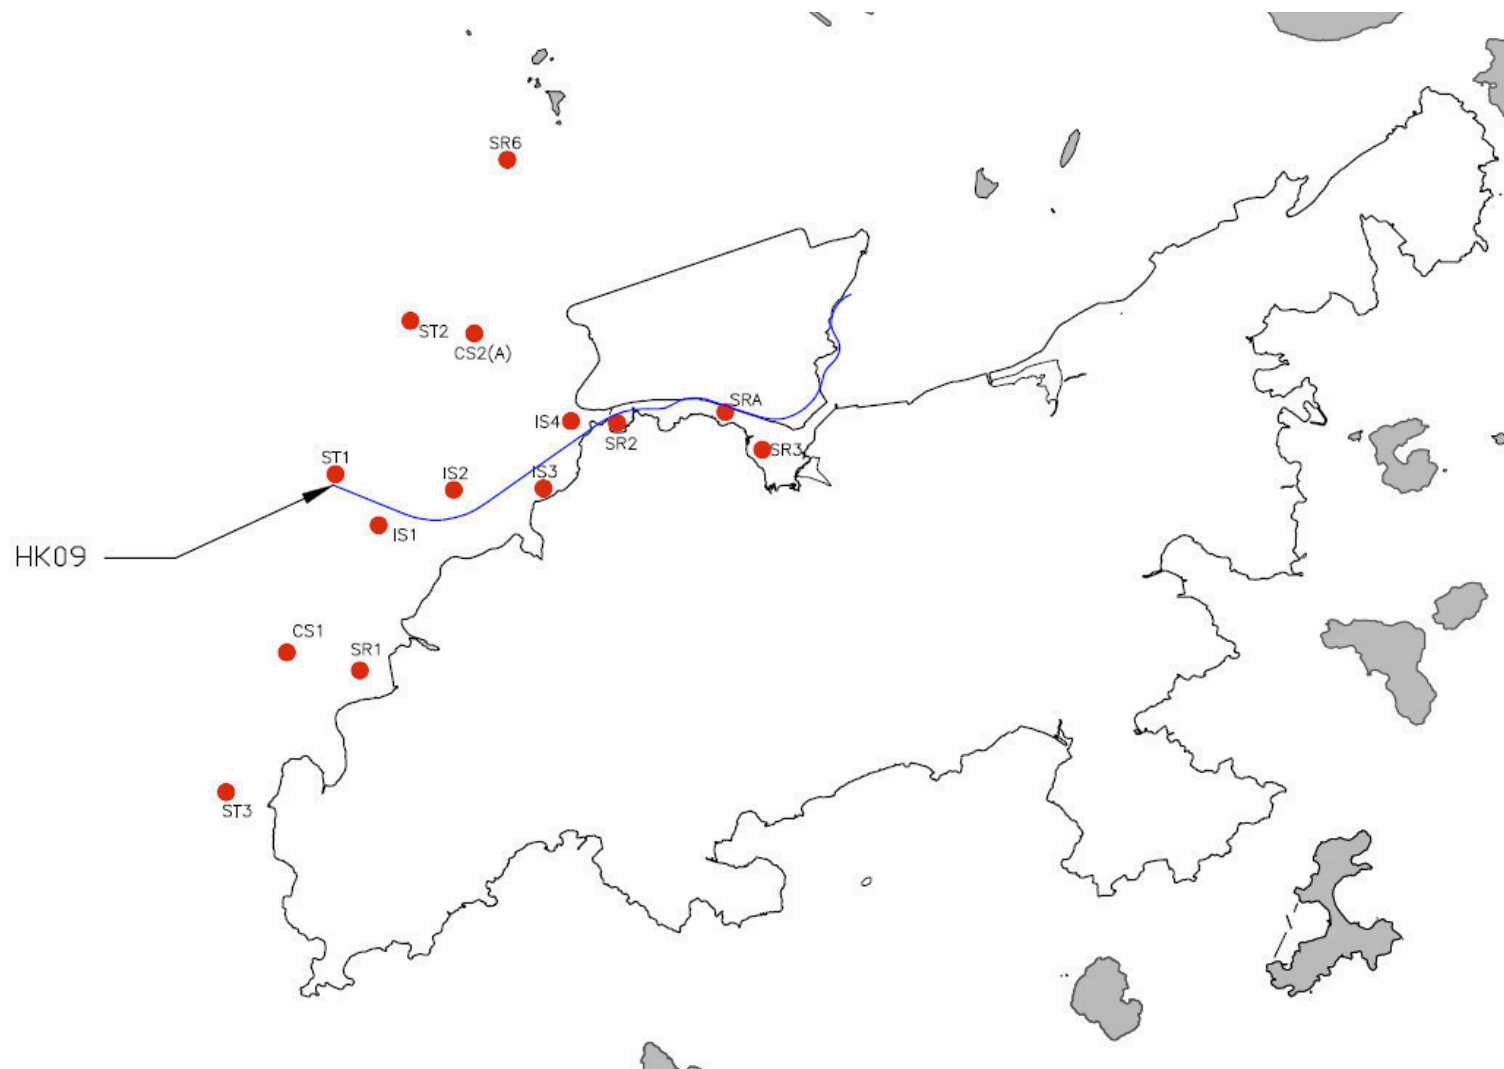 SR6
ST2
CS2(A)
SRA
IS4
SR2
SR3
ST1
IS2
IS3
IS1
HK09
CS1
SR1
ST3